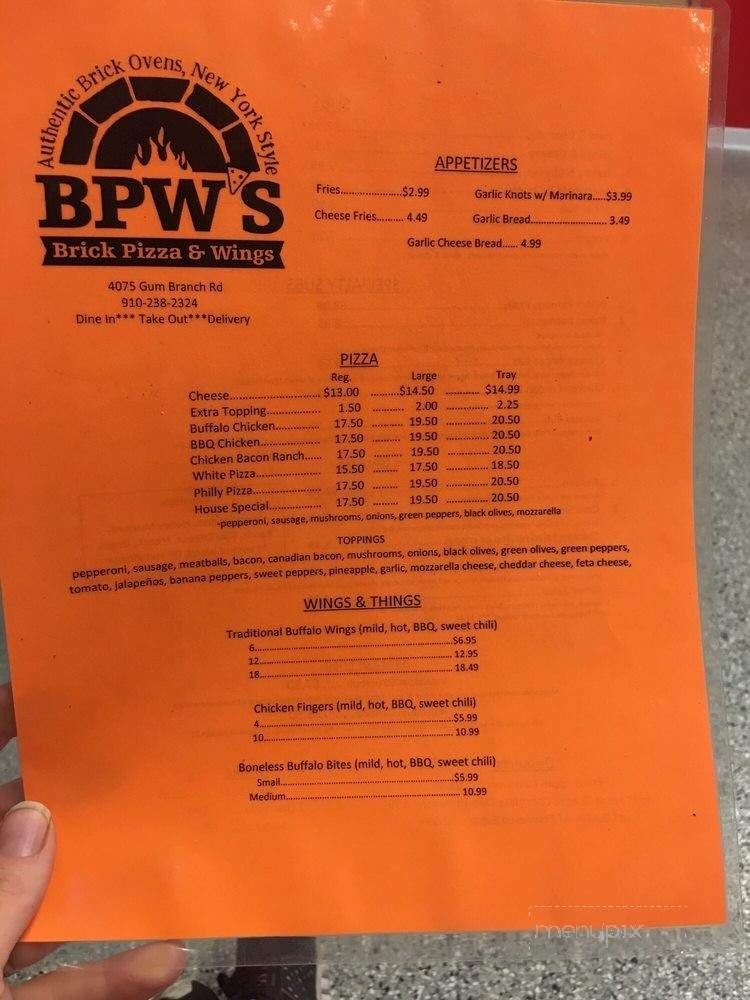 Authentic Brick Ovens, New York Style
BPW'S
Brick Pizza & Wings
4075 Gum Branch Rd
910-238-2324
Dine In*** Take Out***Delivery
APPETIZERS
Fries......................$2.99 Garlic Knots w/ Marinara.....$3.99
Cheese Fries........... 4.49 Garlic Bread............................ 3.49
Garlic Cheese Bread...... 4.99
PIZZA
Reg. Large Tray
Cheese.............................. $13.00 ..........$14.50 ............ $14.99
Extra Topping.................. 1.50 ........... 2.00 ............... 2.25
Buffalo Chicken............... 17.50 ........... 19.50 ............... 20.50
BBQ Chicken.................... 17.50 ........... 19.50 ............... 20.50
Chicken Bacon Ranch..... 17.50 ......... 19.50 ............... 20.50
White Pizza...................... 15.50 ......... 17.50 ............... 18.50
Philly Pizza....................... 17.50 ......... 19.50 ............... 20.50
House Special.................. 17.50 ......... 19.50 ............... 20.50
-pepperoni, sausage, mushrooms, onions, green peppers, black olives, mozzarella
TOPPINGS
pepperoni, sausage, meatballs, bacon, canadian bacon, mushrooms, onions, black olives, green olives, green peppers,
tomato, jalapeños, banana peppers, sweet peppers, pineapple, garlic, mozzarella cheese, cheddar cheese, feta cheese,
WINGS & THINGS
Traditional Buffalo Wings (mild, hot, BBQ, sweet chili)
6..........................................................................$6.95
12........................................................................ 12.95
18........................................................................ 18.49
Chicken Fingers (mild, hot, BBQ, sweet chili)
4.........................................................................$5.99
10....................................................................... 10.99
Boneless Buffalo Bites (mild, hot, BBQ, sweet chili)
Small.................................................................$5.99
Medium................................................................ 10.99
menupix